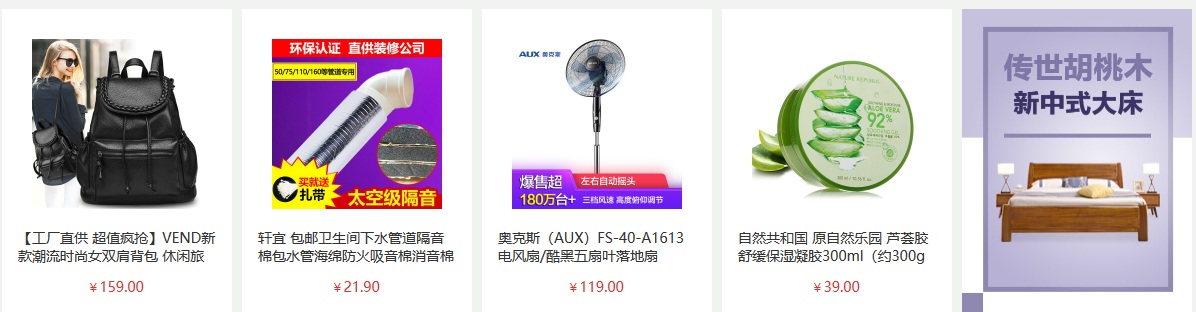 环保认证 直供装修公司
50/75/110/160等管道专用
买就送
扎带
太空级隔音
AUX 奥克斯
爆售超
180万台+
左右自动摇头
三档风速 高度俯仰调节
NATURE REPUBLIC
ALOE VERA
92%
SOOTHING GEL
传世胡桃木
新中式大床
【工厂直供 超值疯抢】VEND新
款潮流时尚女双肩背包 休闲旅
￥159.00
轩宜 包邮卫生间下水管道隔音
棉包水管海绵防火吸音棉消音棉
￥21.90
奥克斯（AUX）FS-40-A1613
电风扇/酷黑五扇叶落地扇
￥119.00
自然共和国 原自然乐园 芦荟胶
舒缓保湿凝胶300ml（约300g
￥39.00